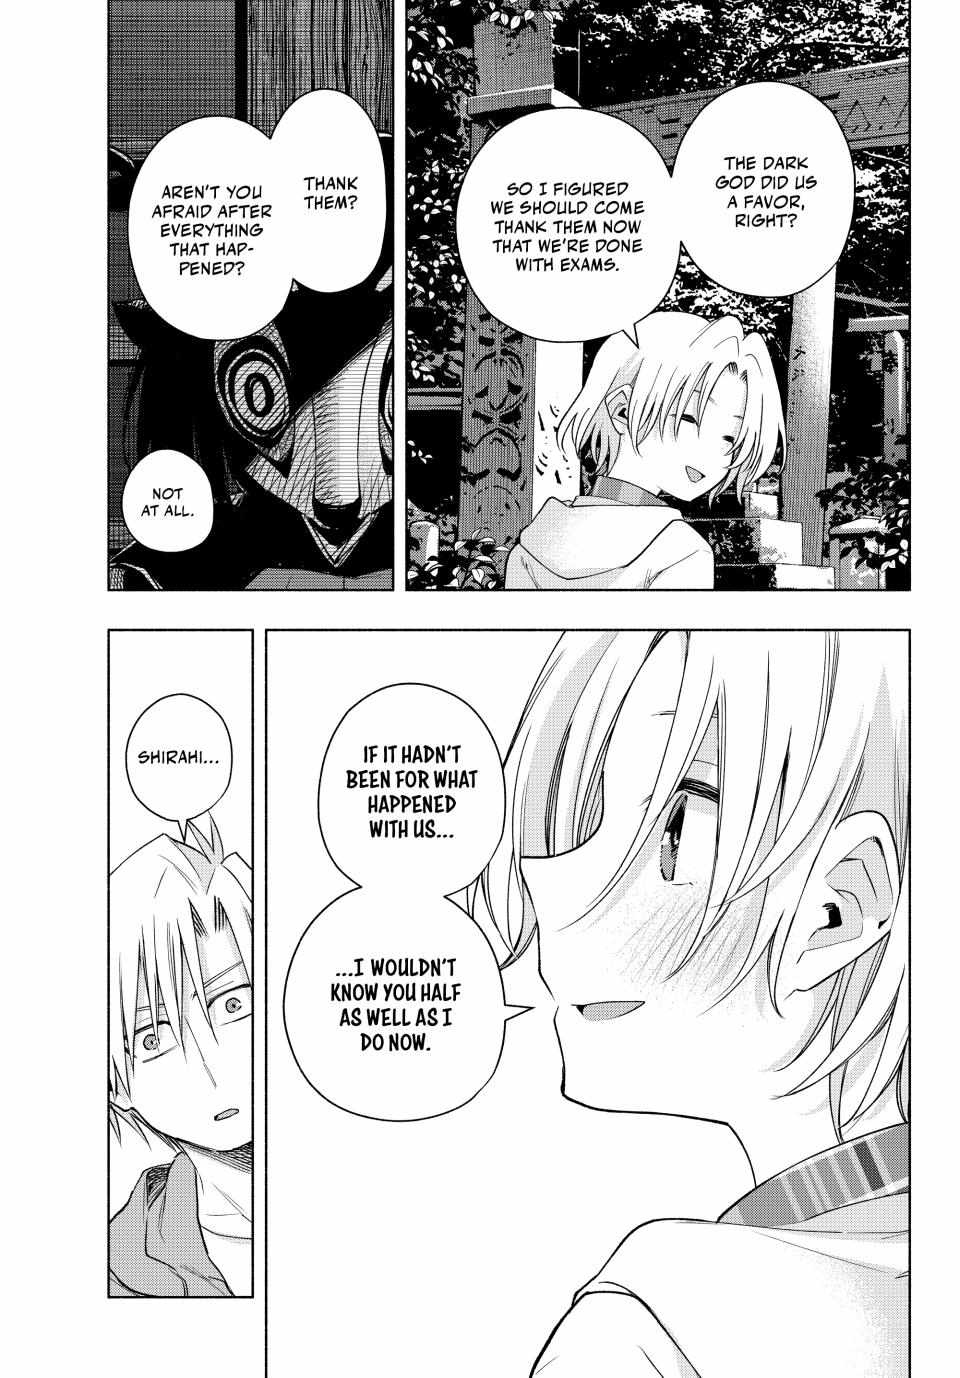 THE DARK
GOD DID US
A FAVOR,
RIGHT?
SO I FIGURED
WE SHOULD COME
THANK THEM NOW
THAT WE'RE DONE
WITH EXAMS.
THANK
THEM?
AREN'T YOU
AFRAID AFTER
EVERYTHING
THAT HAP-
PENED?
NOT
AT ALL.
IF IT HADN'T
BEEN FOR WHAT
HAPPENED
WITH US...
...I WOULDN'T
KNOW YOU HALF
AS WELL AS I
DO NOW.
SHIRAHI...